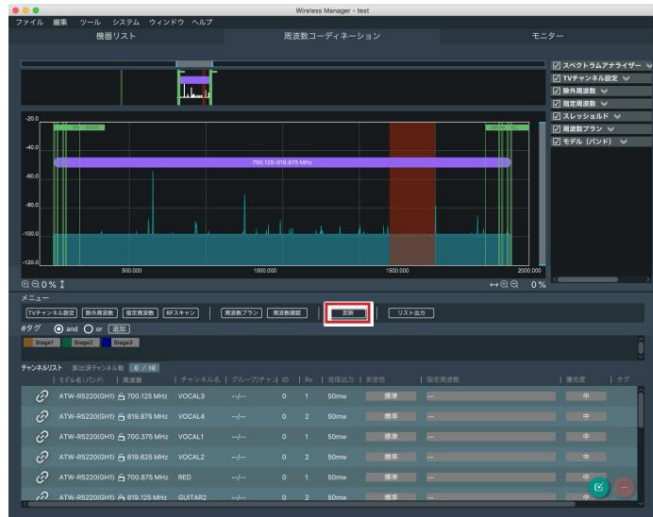 Wireless Manager - test
ファイル 編集 ツール システム ウィンドウ ヘルプ
機器リスト 周波数コーディネーション モニター
スペクトラムアナライザー
TVチャンネル設定
除外周波数
指定周波数
スレッショルド
周波数プラン
モデル (バンド)
-20.0
-40.0
700.125-819.875 MHz
-60.0
-80.0
-100.0
-120.0
500.000 1000.000 1500.000 2000.000
0 % 0 %
メニュー
TVチャンネル設定 除外周波数 指定周波数 RFスキャン 周波数プラン 周波数確認 反映 リスト出力
#タグ and or 追加
Stage1 Stage2 Stage3
チャンネルリスト 算出済チャンネル数 0 / 10
モデル名(バンド) 周波数 チャンネル名 グループ/チャン ID Rx 送信出力 安定性 指定周波数 優先度 タグ
ATW-R5220(GH1) 700.125 MHz VOCAL3 --/-- 0 1 50mw 標準 -- 中
ATW-R5220(GH1) 819.875 MHz VOCAL4 --/-- 0 2 50mw 標準 -- 中
ATW-R5220(GH1) 700.375 MHz VOCAL1 --/-- 0 1 50mw 標準 -- 中
ATW-R5220(GH1) 819.625 MHz VOCAL2 --/-- 0 2 50mw 標準 -- 中
ATW-R5220(GH1) 700.875 MHz RED --/-- 0 1 50mw 標準 -- 中
ATW-R5220(GH1) 819.125 MHz GUITAR2 --/-- 0 2 50mw 標準 -- 中